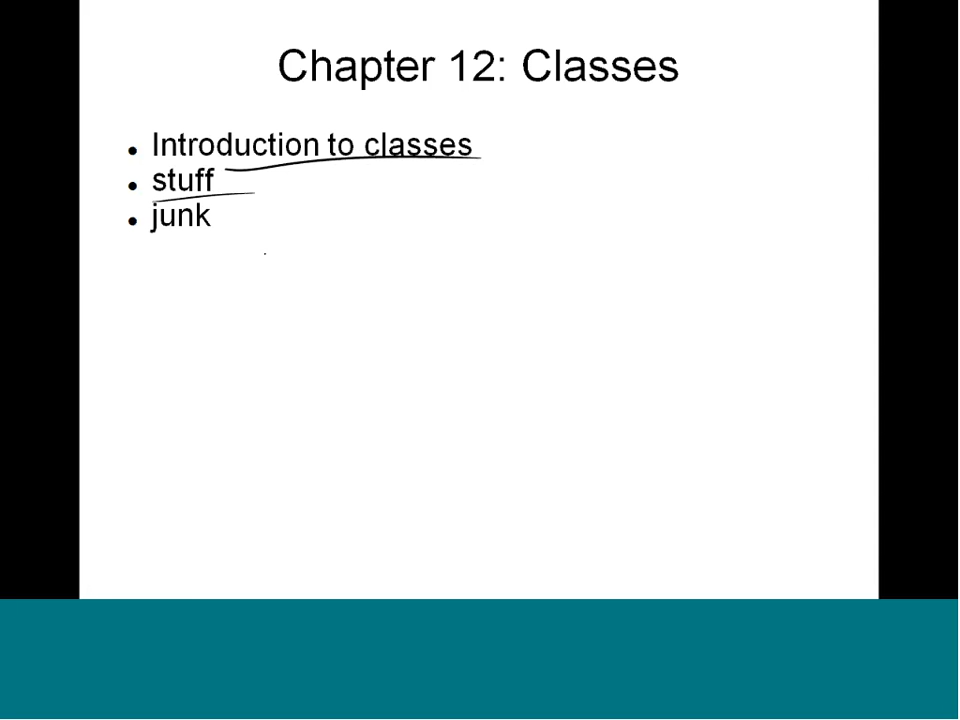 Chapter 12: Classes
Introduction to classes
stuff
junk